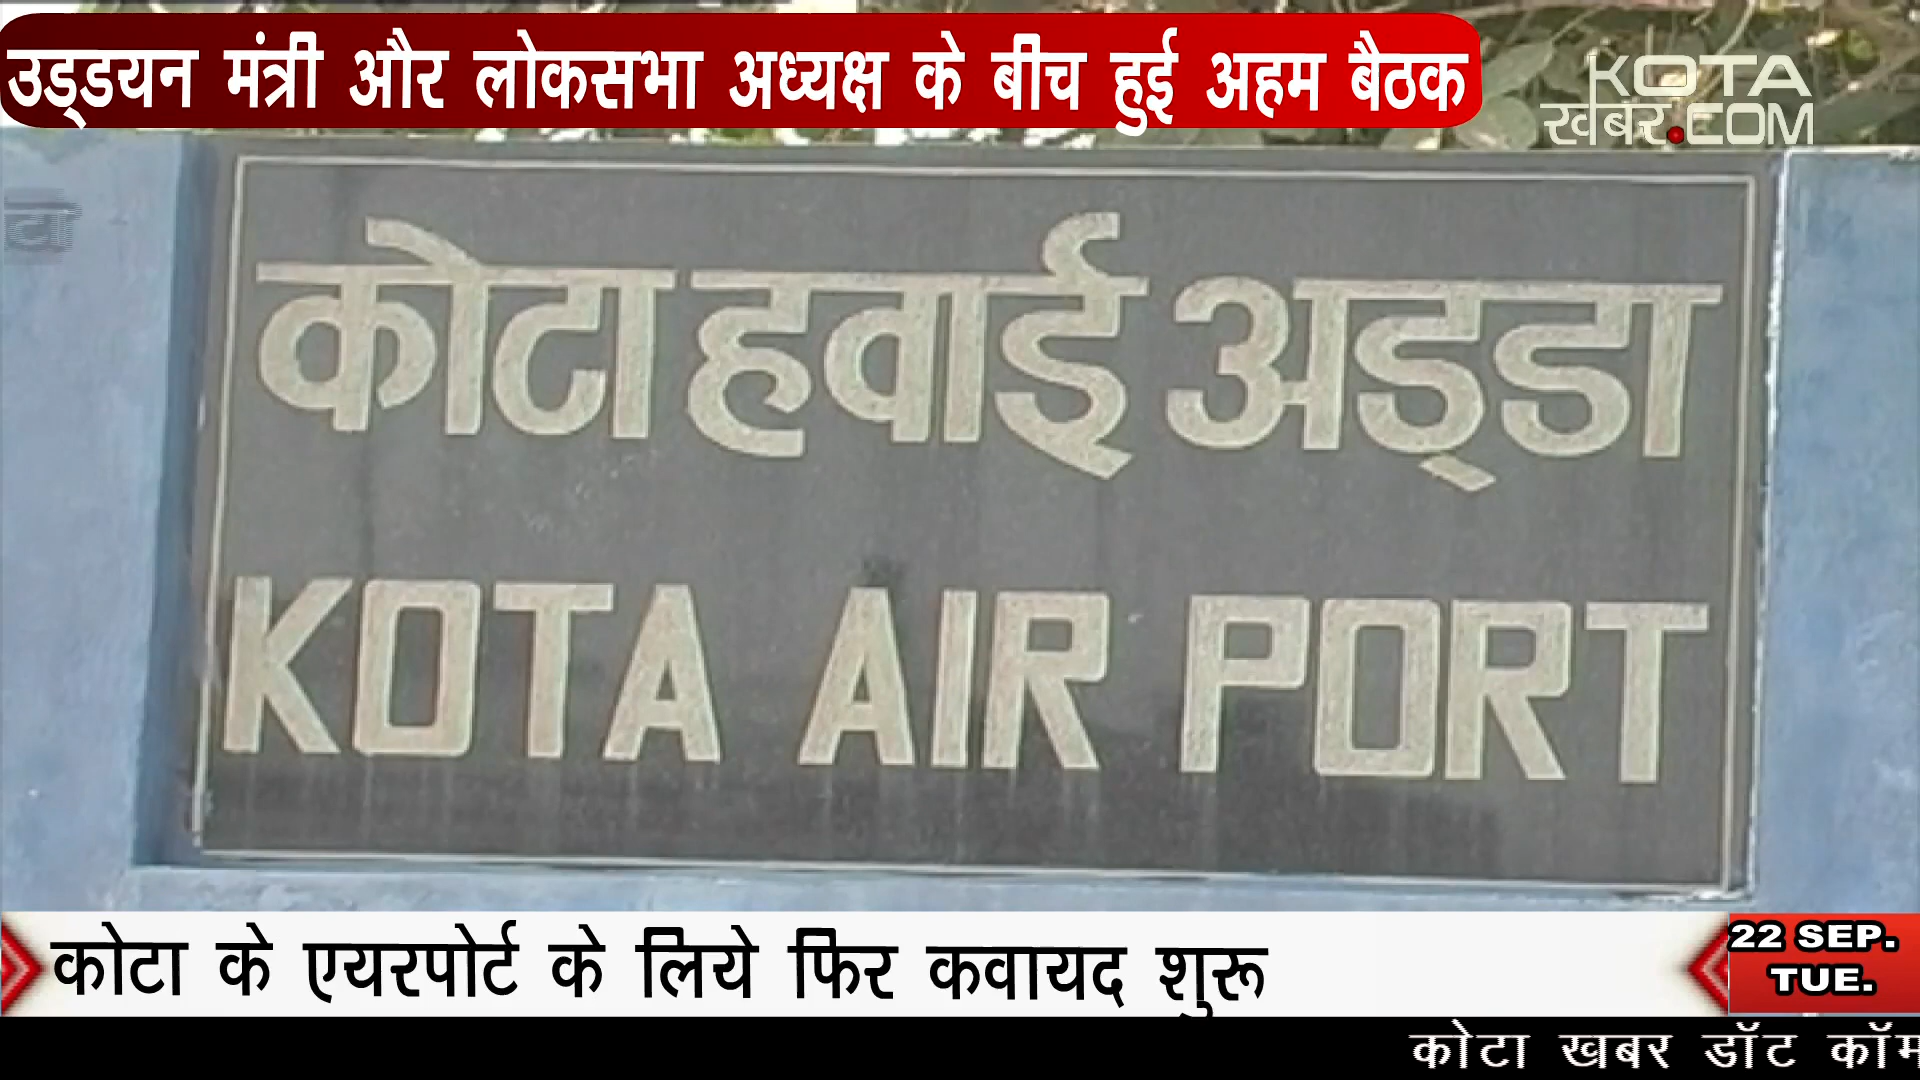 उड्डयन मंत्री और लोकसभा अध्यक्ष के बीच हुई अहम बैठक
KOTA
खबर.COM
कोटा हवाई अड्डा
KOTA AIR PORT
कोटा के एयरपोर्ट के लिये फिर कवायद शुरू
22 SEP.
TUE.
कोटा खबर डॉट कॉम